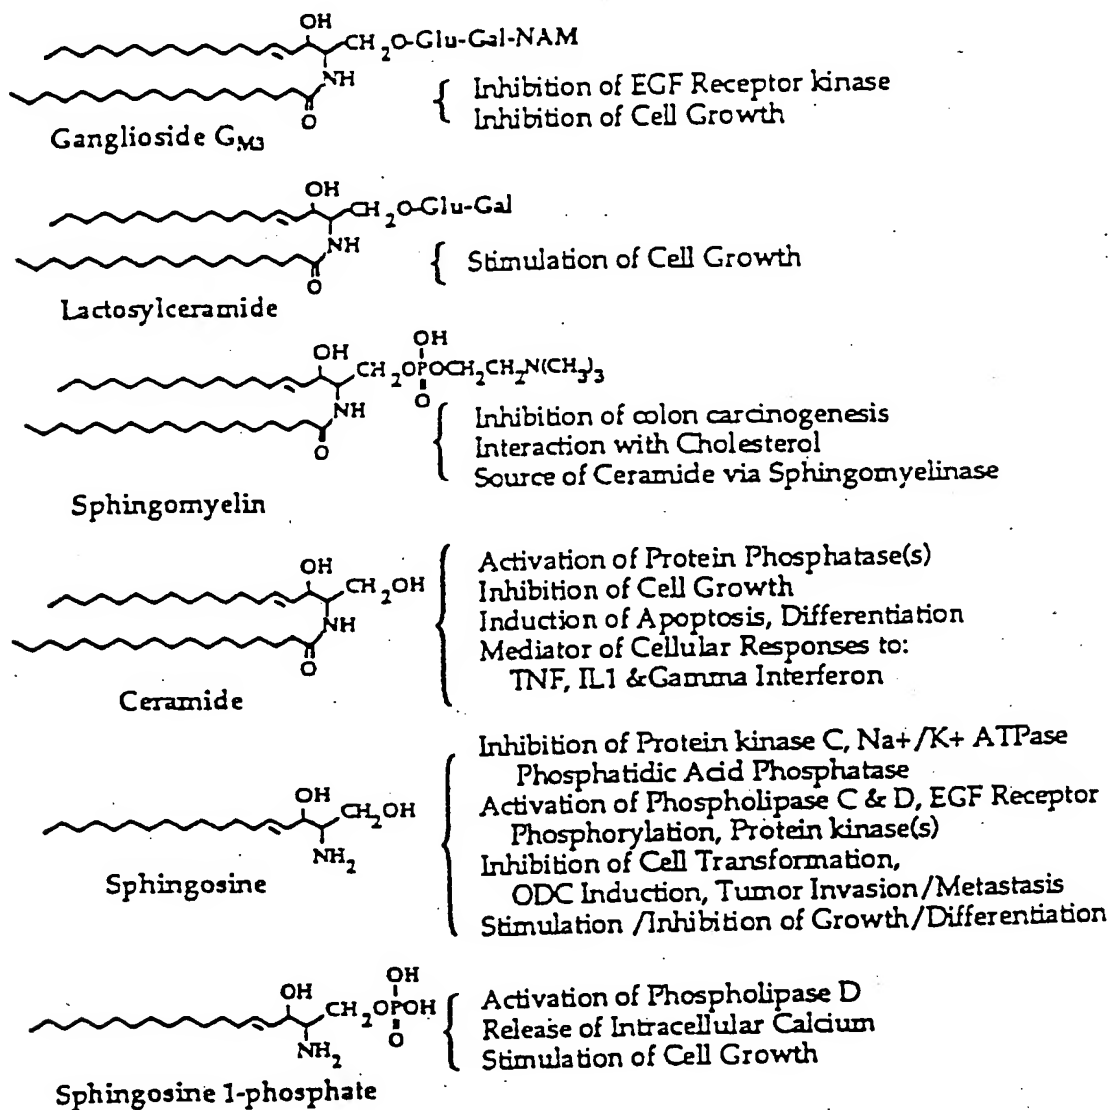 OH
CH2O-Glu-Gal-NAM
NH
O
Ganglioside GM3
{ Inhibition of EGF Receptor kinase
Inhibition of Cell Growth
OH
CH2O-Glu-Gal
NH
O
Lactosylceramide
{ Stimulation of Cell Growth
OH
OH
CH2OPOCH2CH2N(CH3)3
O
NH
O
Sphingomyelin
{ Inhibition of colon carcinogenesis
Interaction with Cholesterol
Source of Ceramide via Sphingomyelinase
OH
CH2OH
NH
O
Ceramide
{ Activation of Protein Phosphatase(s)
Inhibition of Cell Growth
Induction of Apoptosis, Differentiation
Mediator of Cellular Responses to:
TNF, IL1 &Gamma Interferon
OH
CH2OH
NH2
Sphingosine
{ Inhibition of Protein kinase C, Na+/K+ ATPase
Phosphatidic Acid Phosphatase
Activation of Phospholipase C & D, EGF Receptor
Phosphorylation, Protein kinase(s)
Inhibition of Cell Transformation,
ODC Induction, Tumor Invasion/Metastasis
Stimulation /Inhibition of Growth/Differentiation
OH
OH
CH2OPOH
O
NH2
Sphingosine 1-phosphate
{ Activation of Phospholipase D
Release of Intracellular Calcium
Stimulation of Cell Growth